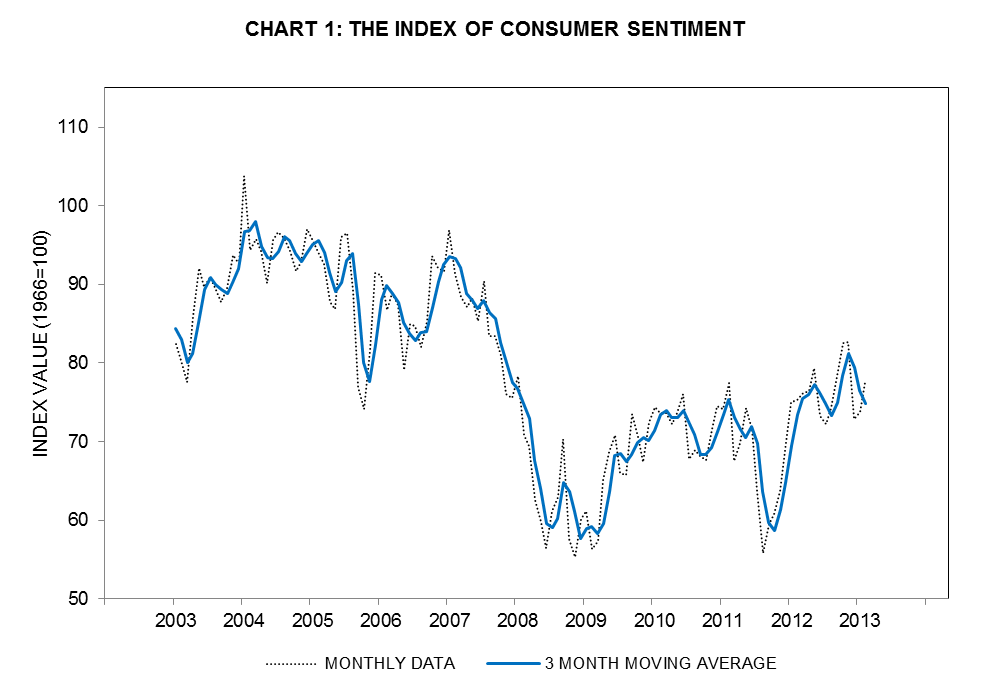 CHART 1: THE INDEX OF CONSUMER SENTIMENT
INDEX VALUE (1966=100)
110
100
90
80
70
60
50
2003 2004 2005 2006 2007 2008 2009 2010 2011 2012 2013
MONTHLY DATA 3 MONTH MOVING AVERAGE